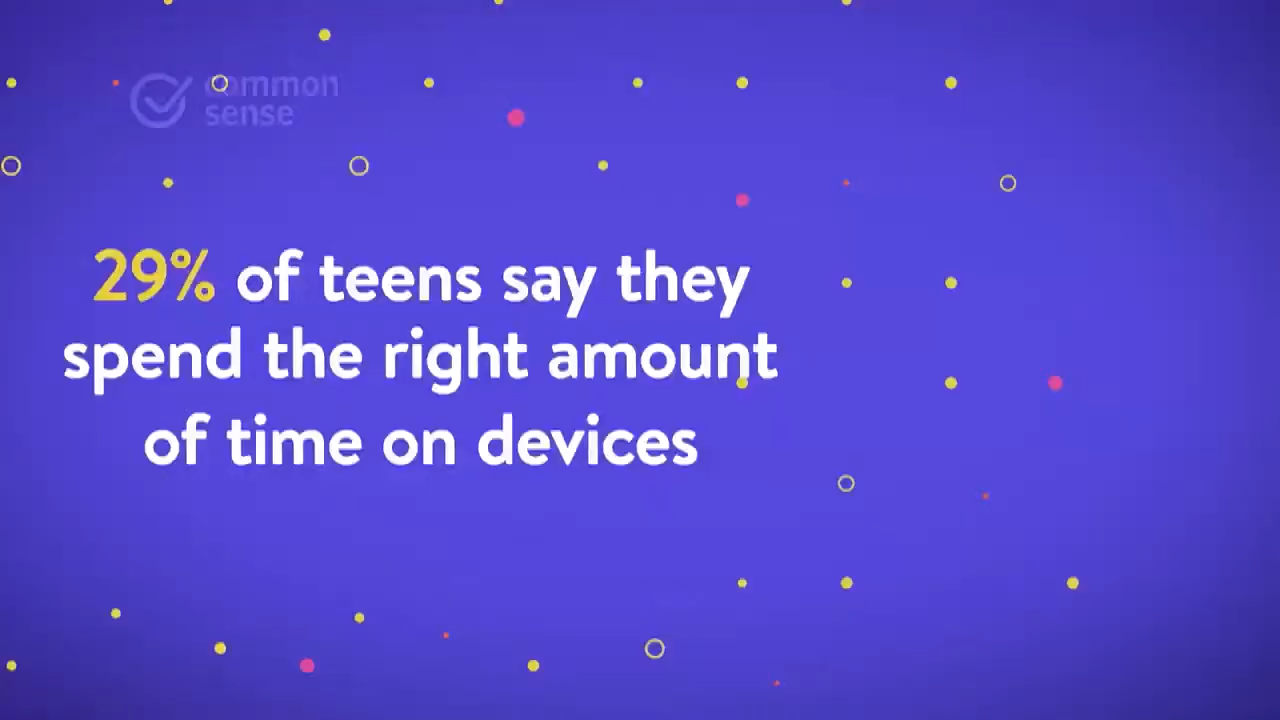 common
sense
29% of teens say they
spend the right amount
of time on devices